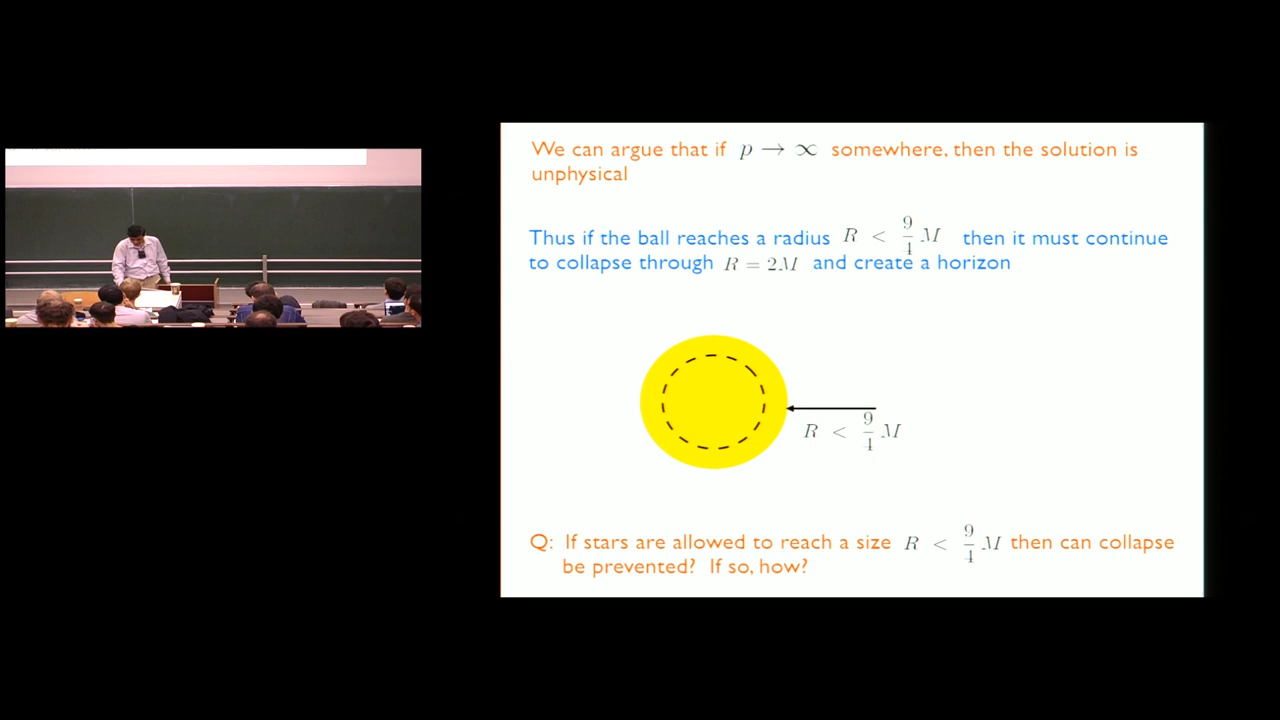 We can argue that if p → ∞ somewhere, then the solution is
unphysical
Thus if the ball reaches a radius R < 9/4 M then it must continue
to collapse through R = 2M and create a horizon
R < 9/4 M
Q: If stars are allowed to reach a size R < 9/4 M then can collapse
be prevented? If so, how?